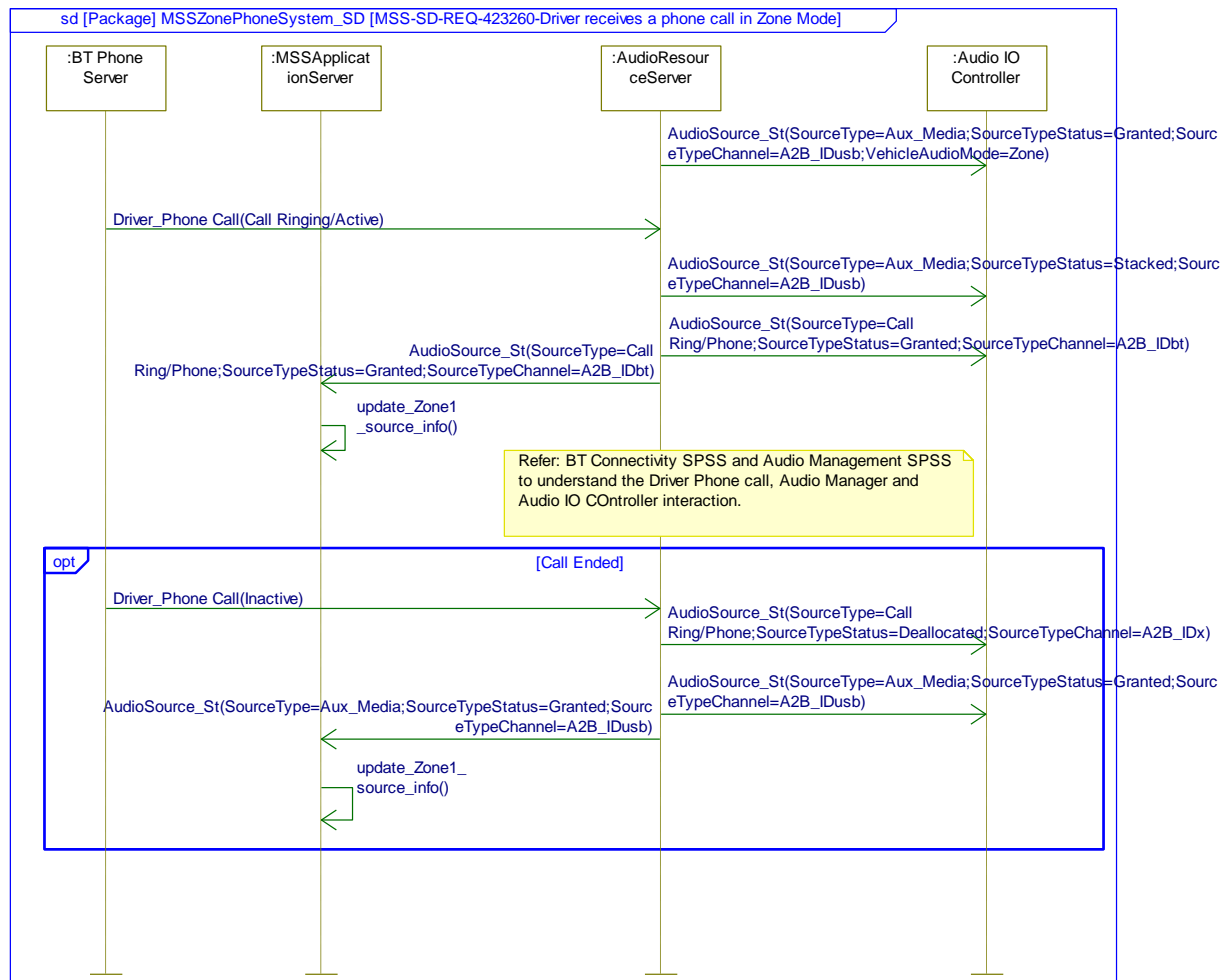 sd [Package] MSSZonePhoneSystem_SD [MSS-SD-REQ-423260-Driver receives a phone call in Zone Mode]
:BT Phone
Server
:MSSApplicat
ionServer
:AudioResour
ceServer
:Audio IO
Controller
AudioSource_St(SourceType=Aux_Media;SourceTypeStatus=Granted;Sourc
eTypeChannel=A2B_IDusb;VehicleAudioMode=Zone)
Driver_Phone Call(Call Ringing/Active)
AudioSource_St(SourceType=Aux_Media;SourceTypeStatus=Stacked;Sourc
eTypeChannel=A2B_IDusb)
AudioSource_St(SourceType=Call
Ring/Phone;SourceTypeStatus=Granted;SourceTypeChannel=A2B_IDbt)
AudioSource_St(SourceType=Call
Ring/Phone;SourceTypeStatus=Granted;SourceTypeChannel=A2B_IDbt)
update_Zone1
_source_info()
Refer: BT Connectivity SPSS and Audio Management SPSS
to understand the Driver Phone call, Audio Manager and
Audio IO COntroller interaction.
opt
[Call Ended]
Driver_Phone Call(Inactive)
AudioSource_St(SourceType=Call
Ring/Phone;SourceTypeStatus=Deallocated;SourceTypeChannel=A2B_IDx)
AudioSource_St(SourceType=Aux_Media;SourceTypeStatus=Granted;Sourc
eTypeChannel=A2B_IDusb)
AudioSource_St(SourceType=Aux_Media;SourceTypeStatus=Granted;Sourc
eTypeChannel=A2B_IDusb)
update_Zone1_
source_info()